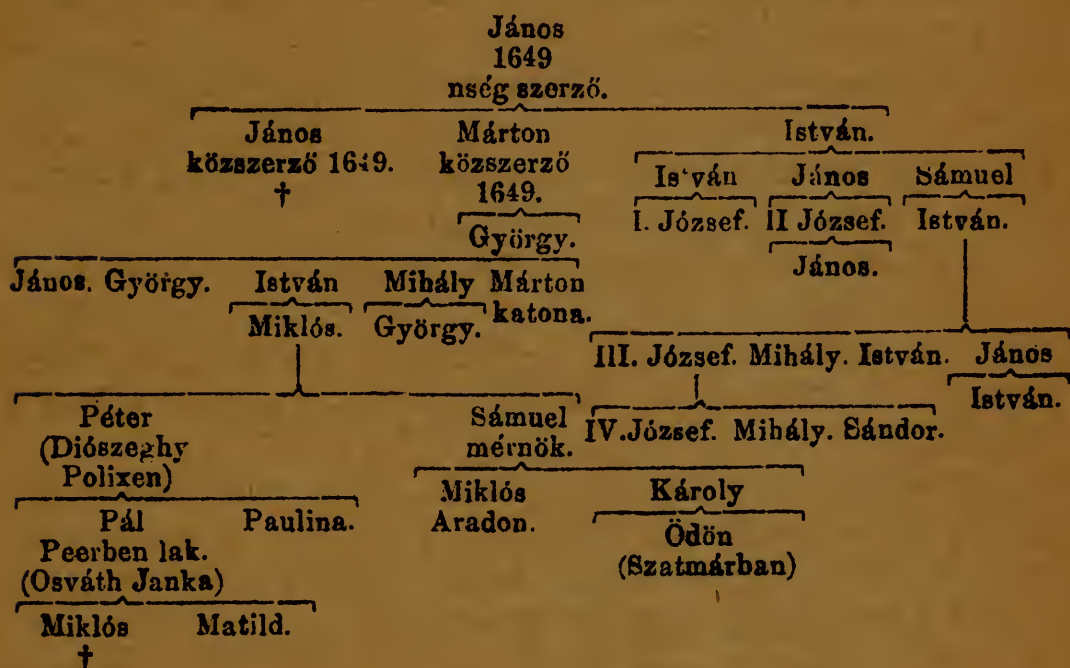 János
1649
nség szerző.
János Márton István.
közszerző 1649. közszerző
† 1649.
István János Sámuel
I. József. II József. István.
György.
János.
János. György. István Mihály Márton
katona.
Miklós. György.
III. József. Mihály. István. János
István.
Péter Sámuel
(Diószeghy mérnök.
Polixen)
IV. József. Mihály. Sándor.
Miklós Károly
Aradon.
Pál Paulina.
Peerben lak.
(Osváth Janka)
Ödön
(Szatmárban)
Miklós Matild.
†